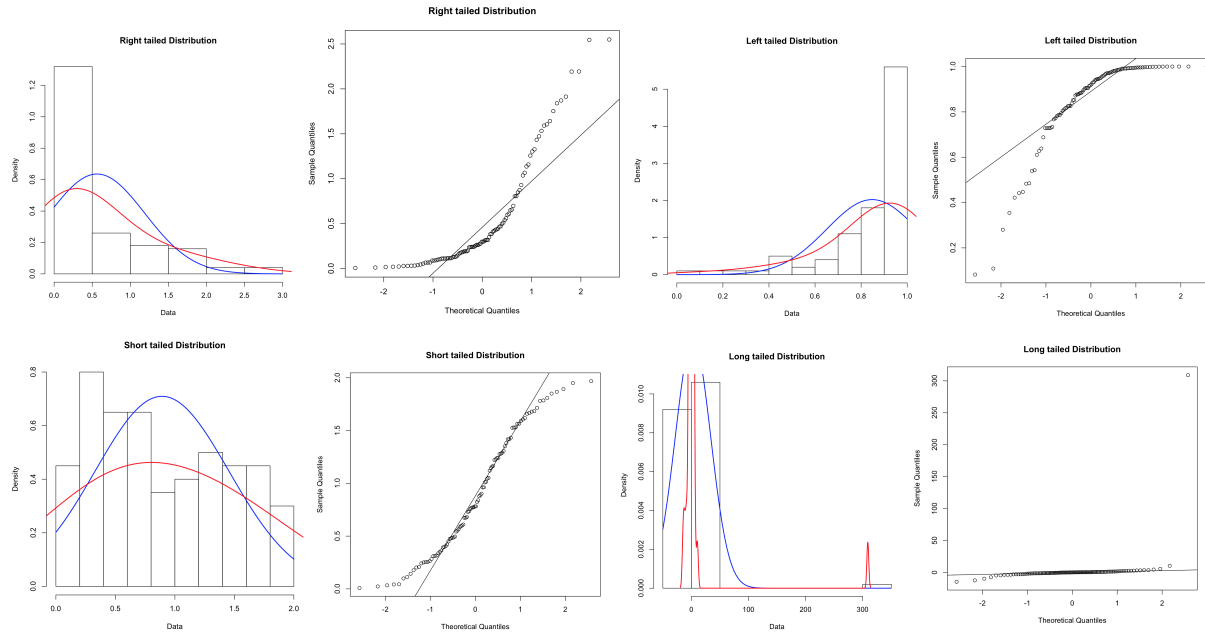 Right tailed Distribution
Density
0.0 0.2 0.4 0.6 0.8 1.0 1.2
0.0 0.5 1.0 1.5 2.0 2.5 3.0
Data
Right tailed Distribution
Sample Quantiles
0.0 0.5 1.0 1.5 2.0 2.5
-2 -1 0 1 2
Theoretical Quantiles
Left tailed Distribution
Density
0 1 2 3 4 5
0.0 0.2 0.4 0.6 0.8 1.0
Data
Left tailed Distribution
Sample Quantiles
0.2 0.4 0.6 0.8 1.0
-2 -1 0 1 2
Theoretical Quantiles
Short tailed Distribution
Density
0.0 0.2 0.4 0.6 0.8
0.0 0.5 1.0 1.5 2.0
Data
Short tailed Distribution
Sample Quantiles
0.0 0.5 1.0 1.5 2.0
-2 -1 0 1 2
Theoretical Quantiles
Long tailed Distribution
Density
0.000 0.002 0.004 0.006 0.008 0.010
0 100 200 300
Data
Long tailed Distribution
Sample Quantiles
0 50 100 150 200 250 300
-2 -1 0 1 2
Theoretical Quantiles